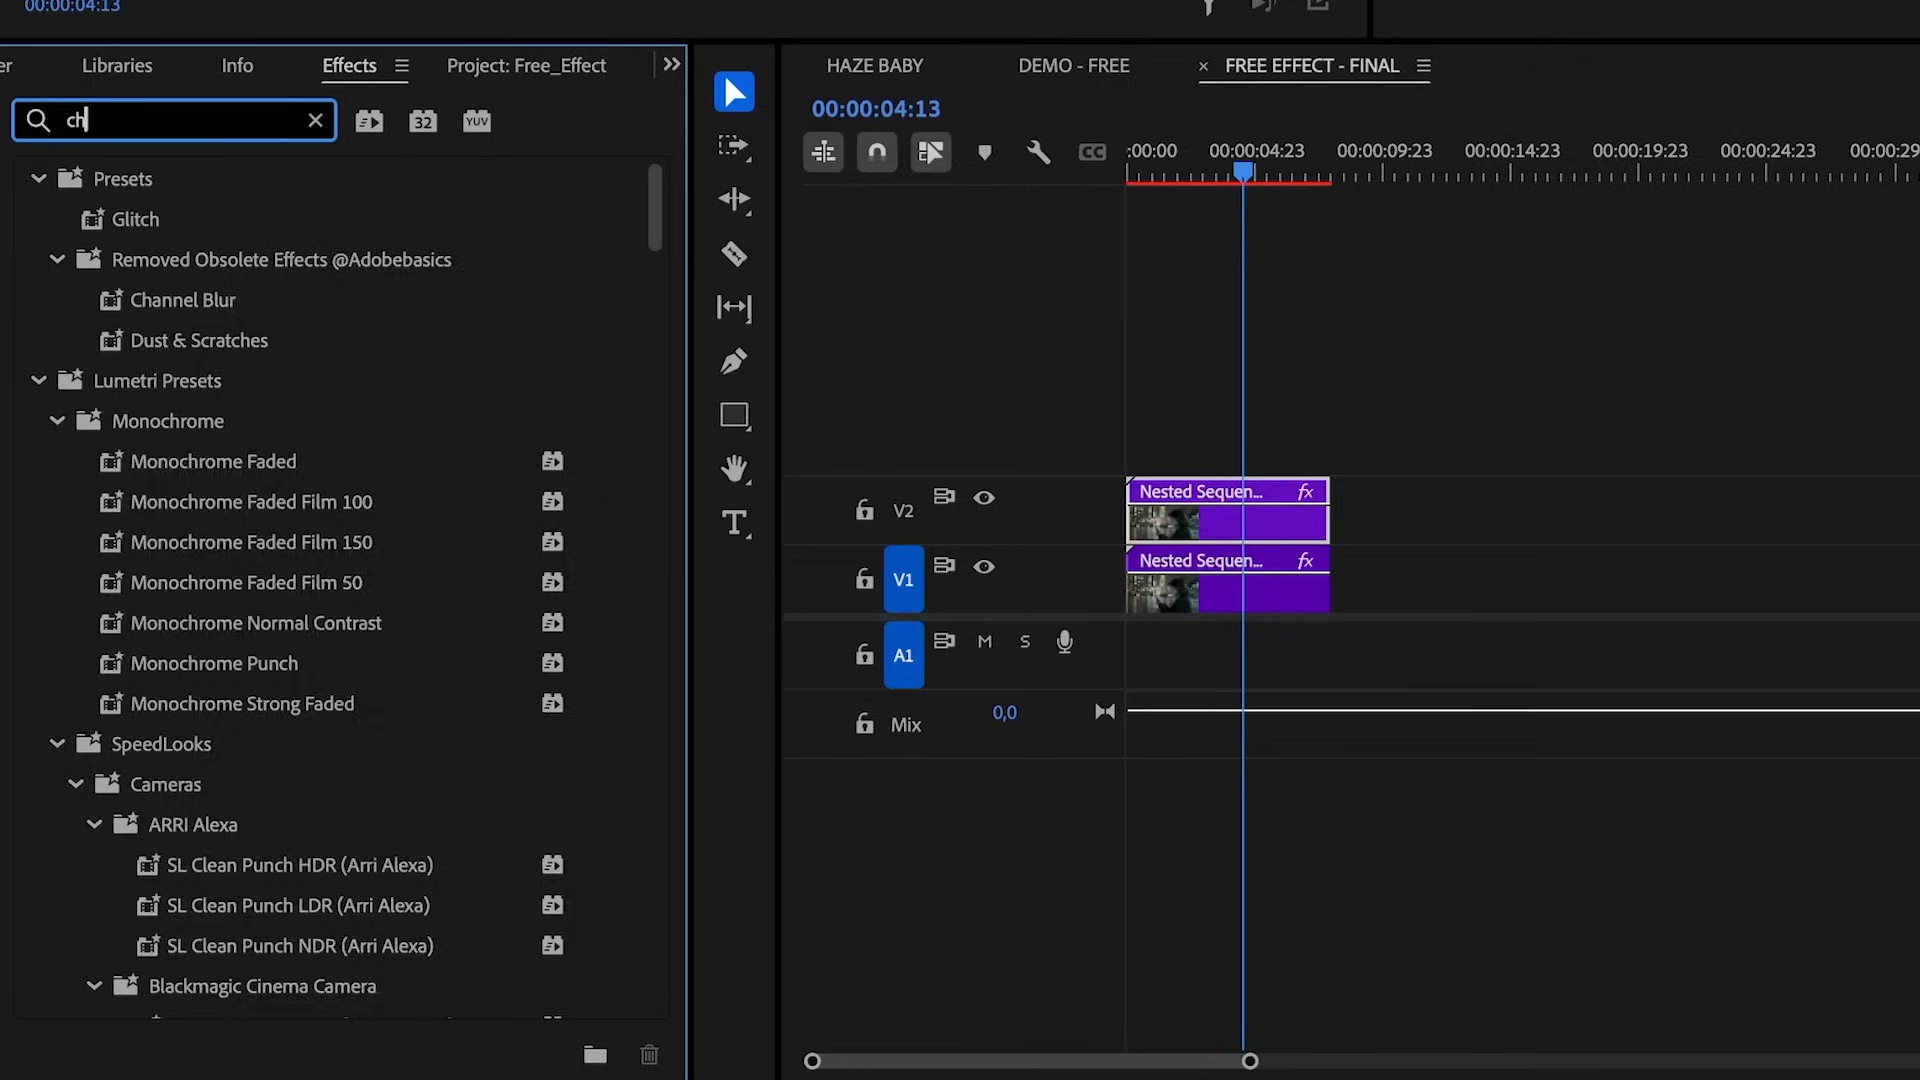 00:00:04:13
er
Libraries
Info
Effects
Project: Free_Effect
ch
32
YUV
Presets
Glitch
Removed Obsolete Effects @Adobebasics
Channel Blur
Dust & Scratches
Lumetri Presets
Monochrome
Monochrome Faded
Monochrome Faded Film 100
Monochrome Faded Film 150
Monochrome Faded Film 50
Monochrome Normal Contrast
Monochrome Punch
Monochrome Strong Faded
SpeedLooks
Cameras
ARRI Alexa
SL Clean Punch HDR (Arri Alexa)
SL Clean Punch LDR (Arri Alexa)
SL Clean Punch NDR (Arri Alexa)
Blackmagic Cinema Camera
HAZE BABY
DEMO - FREE
FREE EFFECT - FINAL
00:00:04:13
CC
:00:00
00:00:04:23
00:00:09:23
00:00:14:23
00:00:19:23
00:00:24:23
00:00:29
V2
Nested Sequen... fx
V1
Nested Sequen... fx
A1
M
S
Mix
0,0